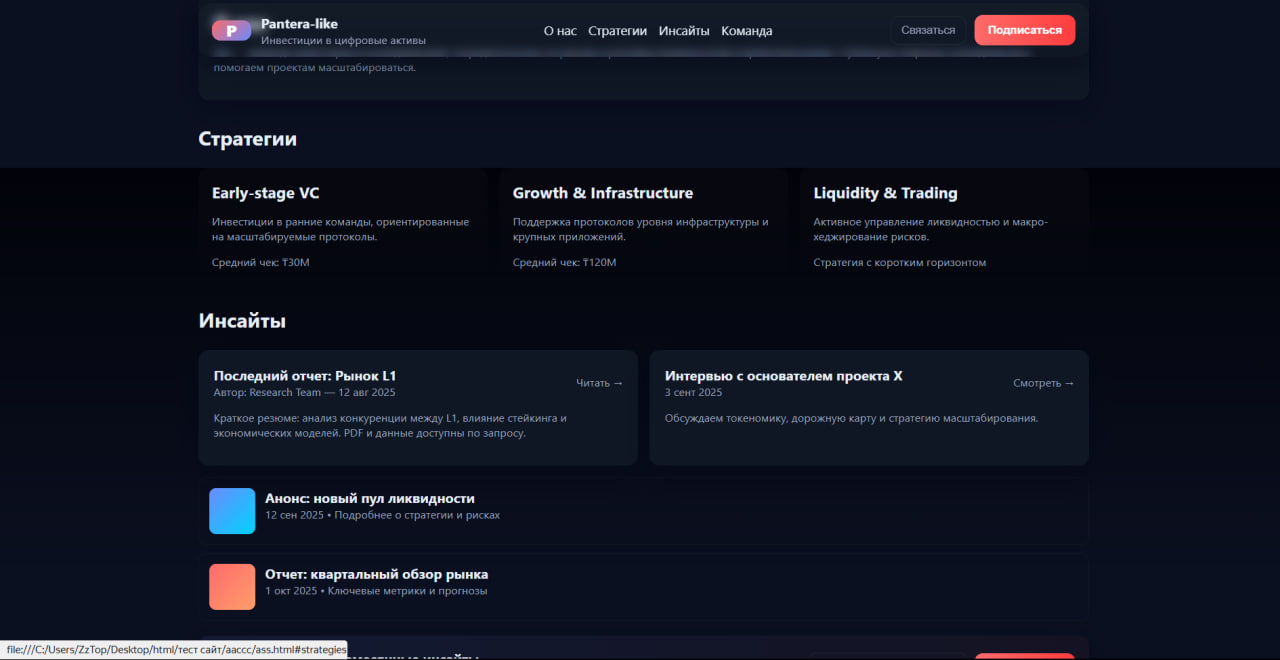 P
Pantera-like
Инвестиции в цифровые активы
О нас
Стратегии
Инсайты
Команда
Связаться
Подписаться
помогаем проектам масштабироваться.
Стратегии
Early-stage VC
Инвестиции в ранние команды, ориентированные
на масштабируемые протоколы.
Средний чек: ₸30M
Growth & Infrastructure
Поддержка протоколов уровня инфраструктуры и
крупных приложений.
Средний чек: ₸120M
Liquidity & Trading
Активное управление ликвидностью и макро-
хеджирование рисков.
Стратегия с коротким горизонтом
Инсайты
Последний отчет: Рынок L1
Автор: Research Team — 12 авг 2025
Читать →
Краткое резюме: анализ конкуренции между L1, влияние стейкинга и
экономических моделей. PDF и данные доступны по запросу.
Интервью с основателем проекта X
3 сент 2025
Смотреть →
Обсуждаем токеномику, дорожную карту и стратегию масштабирования.
Анонс: новый пул ликвидности
12 сен 2025 • Подробнее о стратегии и рисках
Отчет: квартальный обзор рынка
1 окт 2025 • Ключевые метрики и прогнозы
file:///C:/Users/ZzTop/Desktop/html/тест сайт/aaccc/ass.html#strategies